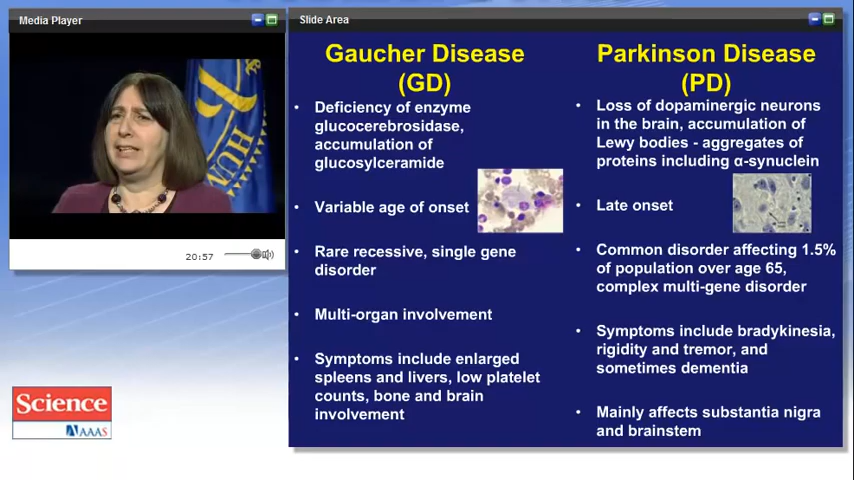 Media Player
Slide Area
HUM
20:57
Science
AAAS
Gaucher Disease
(GD)
• Deficiency of enzyme
glucocerebrosidase,
accumulation of
glucosylceramide
• Variable age of onset
• Rare recessive, single gene
disorder
• Multi-organ involvement
• Symptoms include enlarged
spleens and livers, low platelet
counts, bone and brain
involvement
Parkinson Disease
(PD)
• Loss of dopaminergic neurons
in the brain, accumulation of
Lewy bodies - aggregates of
proteins including α-synuclein
• Late onset
• Common disorder affecting 1.5%
of population over age 65,
complex multi-gene disorder
• Symptoms include bradykinesia,
rigidity and tremor, and
sometimes dementia
• Mainly affects substantia nigra
and brainstem